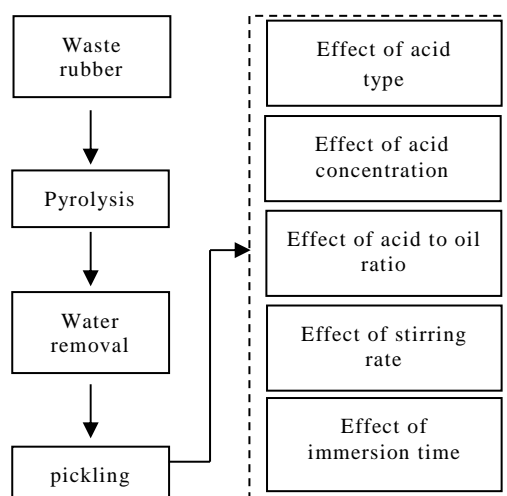 Waste
rubber
Pyrolysis
Water
removal
pickling
Effect of acid
type
Effect of acid
concentration
Effect of acid to oil
ratio
Effect of stirring
rate
Effect of
immersion time